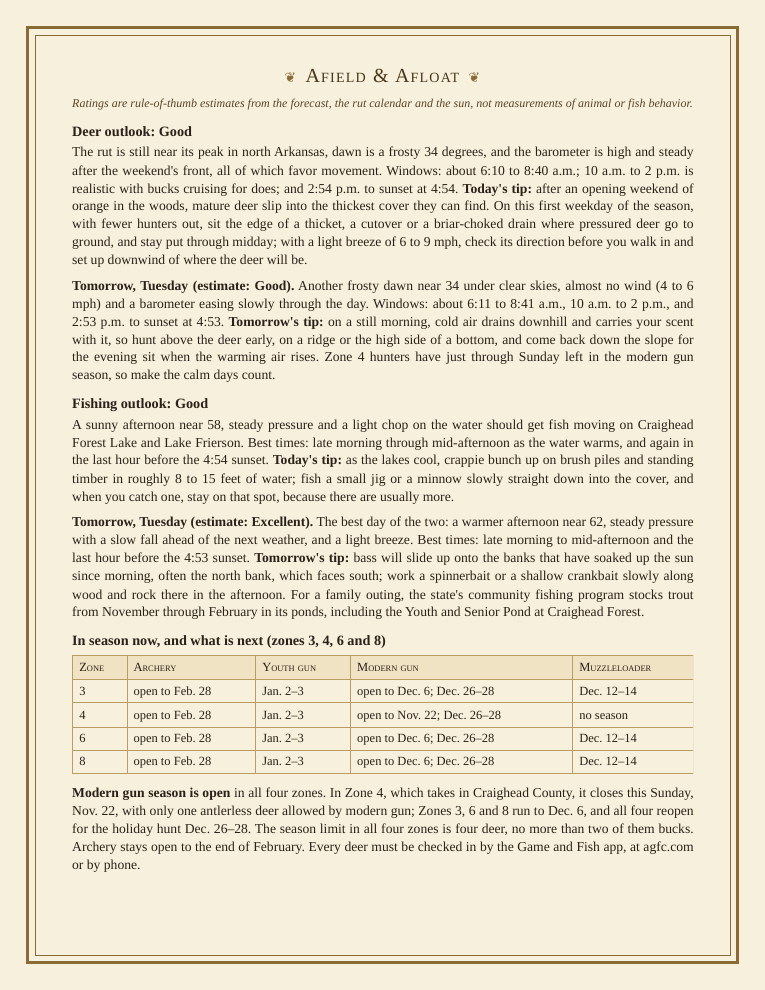 ❦ Afield & Afloat ❦
Ratings are rule-of-thumb estimates from the forecast, the rut calendar and the sun, not measurements of animal or fish behavior.
Deer outlook: Good
The rut is still near its peak in north Arkansas, dawn is a frosty 34 degrees, and the barometer is high and steady
after the weekend's front, all of which favor movement. Windows: about 6:10 to 8:40 a.m.; 10 a.m. to 2 p.m. is
realistic with bucks cruising for does; and 2:54 p.m. to sunset at 4:54. Today's tip: after an opening weekend of
orange in the woods, mature deer slip into the thickest cover they can find. On this first weekday of the season,
with fewer hunters out, sit the edge of a thicket, a cutover or a briar-choked drain where pressured deer go to
ground, and stay put through midday; with a light breeze of 6 to 9 mph, check its direction before you walk in and
set up downwind of where the deer will be.
Tomorrow, Tuesday (estimate: Good). Another frosty dawn near 34 under clear skies, almost no wind (4 to 6
mph) and a barometer easing slowly through the day. Windows: about 6:11 to 8:41 a.m., 10 a.m. to 2 p.m., and
2:53 p.m. to sunset at 4:53. Tomorrow's tip: on a still morning, cold air drains downhill and carries your scent
with it, so hunt above the deer early, on a ridge or the high side of a bottom, and come back down the slope for
the evening sit when the warming air rises. Zone 4 hunters have just through Sunday left in the modern gun
season, so make the calm days count.
Fishing outlook: Good
A sunny afternoon near 58, steady pressure and a light chop on the water should get fish moving on Craighead
Forest Lake and Lake Frierson. Best times: late morning through mid-afternoon as the water warms, and again in
the last hour before the 4:54 sunset. Today's tip: as the lakes cool, crappie bunch up on brush piles and standing
timber in roughly 8 to 15 feet of water; fish a small jig or a minnow slowly straight down into the cover, and
when you catch one, stay on that spot, because there are usually more.
Tomorrow, Tuesday (estimate: Excellent). The best day of the two: a warmer afternoon near 62, steady pressure
with a slow fall ahead of the next weather, and a light breeze. Best times: late morning to mid-afternoon and the
last hour before the 4:53 sunset. Tomorrow's tip: bass will slide up onto the banks that have soaked up the sun
since morning, often the north bank, which faces south; work a spinnerbait or a shallow crankbait slowly along
wood and rock there in the afternoon. For a family outing, the state's community fishing program stocks trout
from November through February in its ponds, including the Youth and Senior Pond at Craighead Forest.
In season now, and what is next (zones 3, 4, 6 and 8)
Zone Archery Youth gun Modern gun Muzzleloader
3 open to Feb. 28 Jan. 2–3 open to Dec. 6; Dec. 26–28 Dec. 12–14
4 open to Feb. 28 Jan. 2–3 open to Nov. 22; Dec. 26–28 no season
6 open to Feb. 28 Jan. 2–3 open to Dec. 6; Dec. 26–28 Dec. 12–14
8 open to Feb. 28 Jan. 2–3 open to Dec. 6; Dec. 26–28 Dec. 12–14
Modern gun season is open in all four zones. In Zone 4, which takes in Craighead County, it closes this Sunday,
Nov. 22, with only one antlerless deer allowed by modern gun; Zones 3, 6 and 8 run to Dec. 6, and all four reopen
for the holiday hunt Dec. 26–28. The season limit in all four zones is four deer, no more than two of them bucks.
Archery stays open to the end of February. Every deer must be checked in by the Game and Fish app, at agfc.com
or by phone.